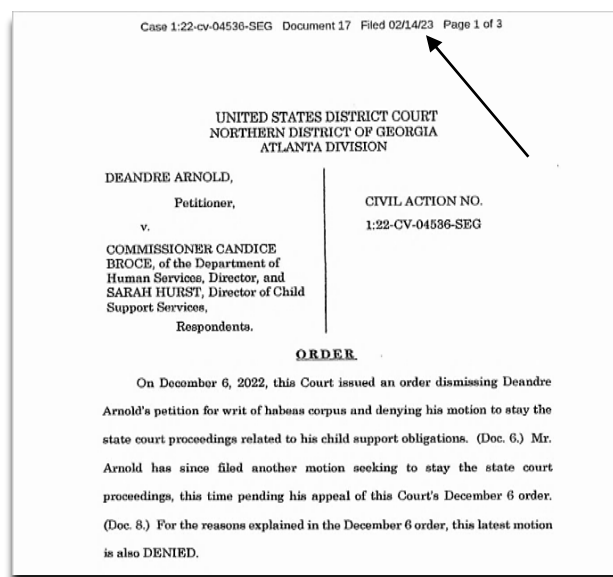 Case 1:22-cv-04536-SEG Document 17 Filed 02/14/23 Page 1 of 3
UNITED STATES DISTRICT COURT
NORTHERN DISTRICT OF GEORGIA
ATLANTA DIVISION
DEANDRE ARNOLD,
Petitioner,
v.
COMMISSIONER CANDICE
BROCE, of the Department of
Human Services, Director, and
SARAH HURST, Director of Child
Support Services,
Respondents.
CIVIL ACTION NO.
1:22-CV-04536-SEG
ORDER
On December 6, 2022, this Court issued an order dismissing Deandre
Arnold's petition for writ of habeas corpus and denying his motion to stay the
state court proceedings related to his child support obligations. (Doc. 6.) Mr.
Arnold has since filed another motion seeking to stay the state court
proceedings, this time pending his appeal of this Court's December 6 order.
(Doc. 8.) For the reasons explained in the December 6 order, this latest motion
is also DENIED.